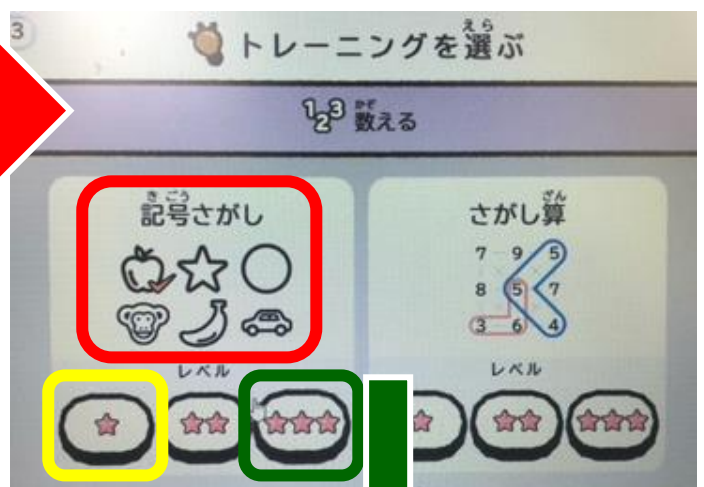 3
トレーニングを選ぶ
えら
123 数える
かぞ
記号さがし
きごう
さがし算
ざん
7 9 5
8 5 7
3 6 4
レベル
レベル